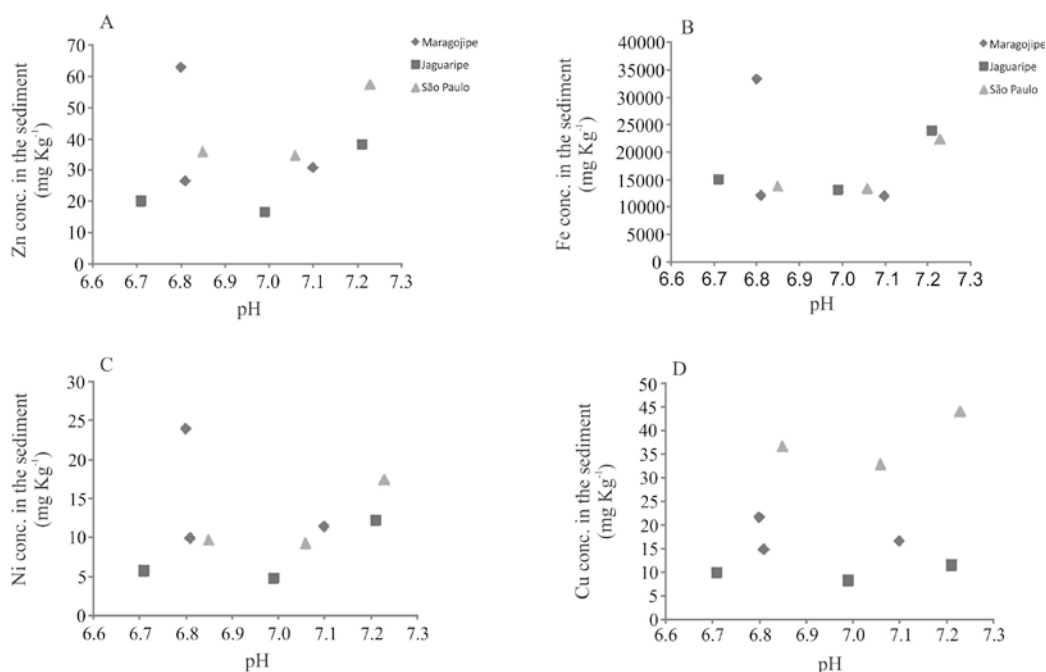 A
Zn conc. in the sediment
(mg Kg⁻¹)
70
60
50
40
30
20
10
0
6.6 6.7 6.8 6.9 7.0 7.1 7.2 7.3
pH
Maragojipe
Jaguaripe
São Paulo
B
Fe conc. in the sediment
(mg Kg⁻¹)
40000
35000
30000
25000
20000
15000
10000
5000
0
6.6 6.7 6.8 6.9 7.0 7.1 7.2 7.3
pH
Maragojipe
Jaguaripe
São Paulo
C
Ni conc. in the sediment
(mg Kg⁻¹)
30
25
20
15
10
5
0
6.6 6.7 6.8 6.9 7.0 7.1 7.2 7.3
pH
D
Cu conc. in the sediment
(mg Kg⁻¹)
50
45
40
35
30
25
20
15
10
5
0
6.6 6.7 6.8 6.9 7.0 7.1 7.2 7.3
pH